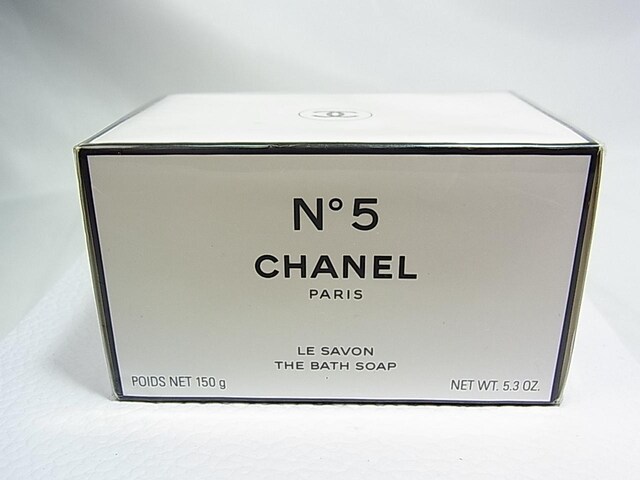 N° 5
CHANEL
PARIS
LE SAVON
THE BATH SOAP
POIDS NET 150 g
NET WT. 5.3 OZ.